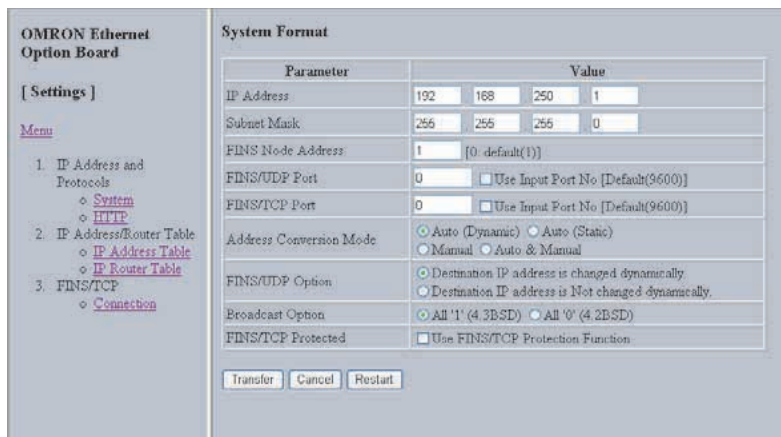 OMRON Ethernet
Option Board
[ Settings ]
Menu
1. IP Address and
Protocols
System
HTTP
2. IP Address/Router Table
IP Address Table
IP Router Table
3. FINS/TCP
Connection
System Format
Parameter Value
IP Address 192 168 250 1
Subnet Mask 255 255 255 0
FINS Node Address 1 [0: default(1)]
FINS/UDP Port 0 Use Input Port No [Default(9600)]
FINS/TCP Port 0 Use Input Port No [Default(9600)]
Address Conversion Mode Auto (Dynamic) Auto (Static)
Manual Auto & Manual
FINS/UDP Option Destination IP address is changed dynamically.
Destination IP address is Not changed dynamically.
Broadcast Option All '1' (4.3BSD) All '0' (4.2BSD)
FINS/TCP Protected Use FINS/TCP Protection Function
Transfer Cancel Restart